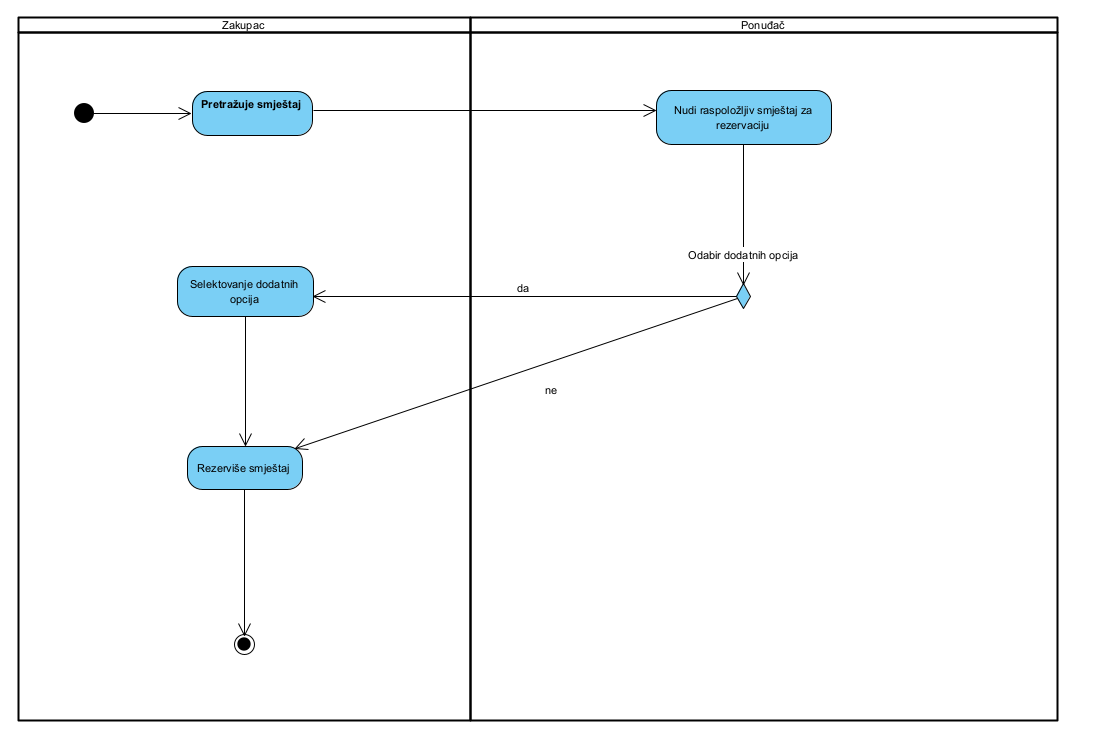 Zakupac
Ponuđač
Pretražuje smještaj
Nudi raspoložljiv smještaj za
rezervaciju
Odabir dodatnih opcija
Selektovanje dodatnih
opcija
da
ne
Rezerviše smještaj